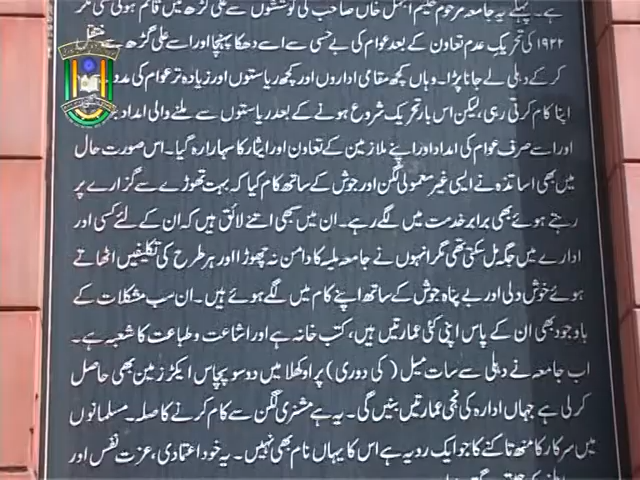 ہے۔ پہلے یہ جامعہ مرحوم حکیم اجمل خاں صاحب کی کوششوں سے علی گڑھ میں قائم ہوئی
۱۹۲۲ کی تحریکِ عدم تعاون کے بعد عوام کی بے حسی سے اسے دھکا پہنچا اور اسے علی گڑھ
کر کے دہلی لے جانا پڑا۔ وہاں کچھ مقامی اداروں اور کچھ ریاستوں اور زیادہ تر عوام کی مدد
اپنا کام کرتی رہی، لیکن اس بار تحریک شروع ہونے کے بعد ریاستوں سے ملنے والی امداد
اور اسے صرف عوام کی امداد اور اپنے ملازمین کے تعاون اور ایثار کا سہارا رہ گیا۔ اس صورت حال
میں بھی اساتذہ نے ایسی غیر معمولی لگن اور جوش کے ساتھ کام کیا کہ بہت تھوڑے سے گزارے پر
رہتے ہوئے بھی برابر خدمت میں لگے رہے۔ ان میں سبھی اتنے لائق ہیں کہ ان کے لئے کسی اور
ادارے میں جگہ مل سکتی تھی مگر انہوں نے جامعہ ملیہ کا دامن نہ چھوڑا اور ہر طرح کی تکلیفیں اٹھاتے
ہوئے خوش دلی اور بے پناہ جوش کے ساتھ اپنے کام میں لگے ہوئے ہیں۔ ان سب مشکلات کے
باوجود بھی ان کے پاس اپنی کئی عمارتیں ہیں، کتب خانہ ہے اور اشاعت و طباعت کا شعبہ ہے۔
اب جامعہ نے دہلی سے سات میل (کی دوری) پر اوکھلا میں دو سو پچاس ایکڑ زمین بھی حاصل
کر لی ہے جہاں ادارہ کی نجی عمارتیں بنیں گی۔ یہ ہے مشنری لگن سے کام کرنے کا صلہ۔ مسلمانوں
میں سرکار کا منھ تاکنے کا جو ایک رویہ ہے اس کا یہاں نام بھی نہیں۔ یہ خود اعتمادی، عزت نفس اور